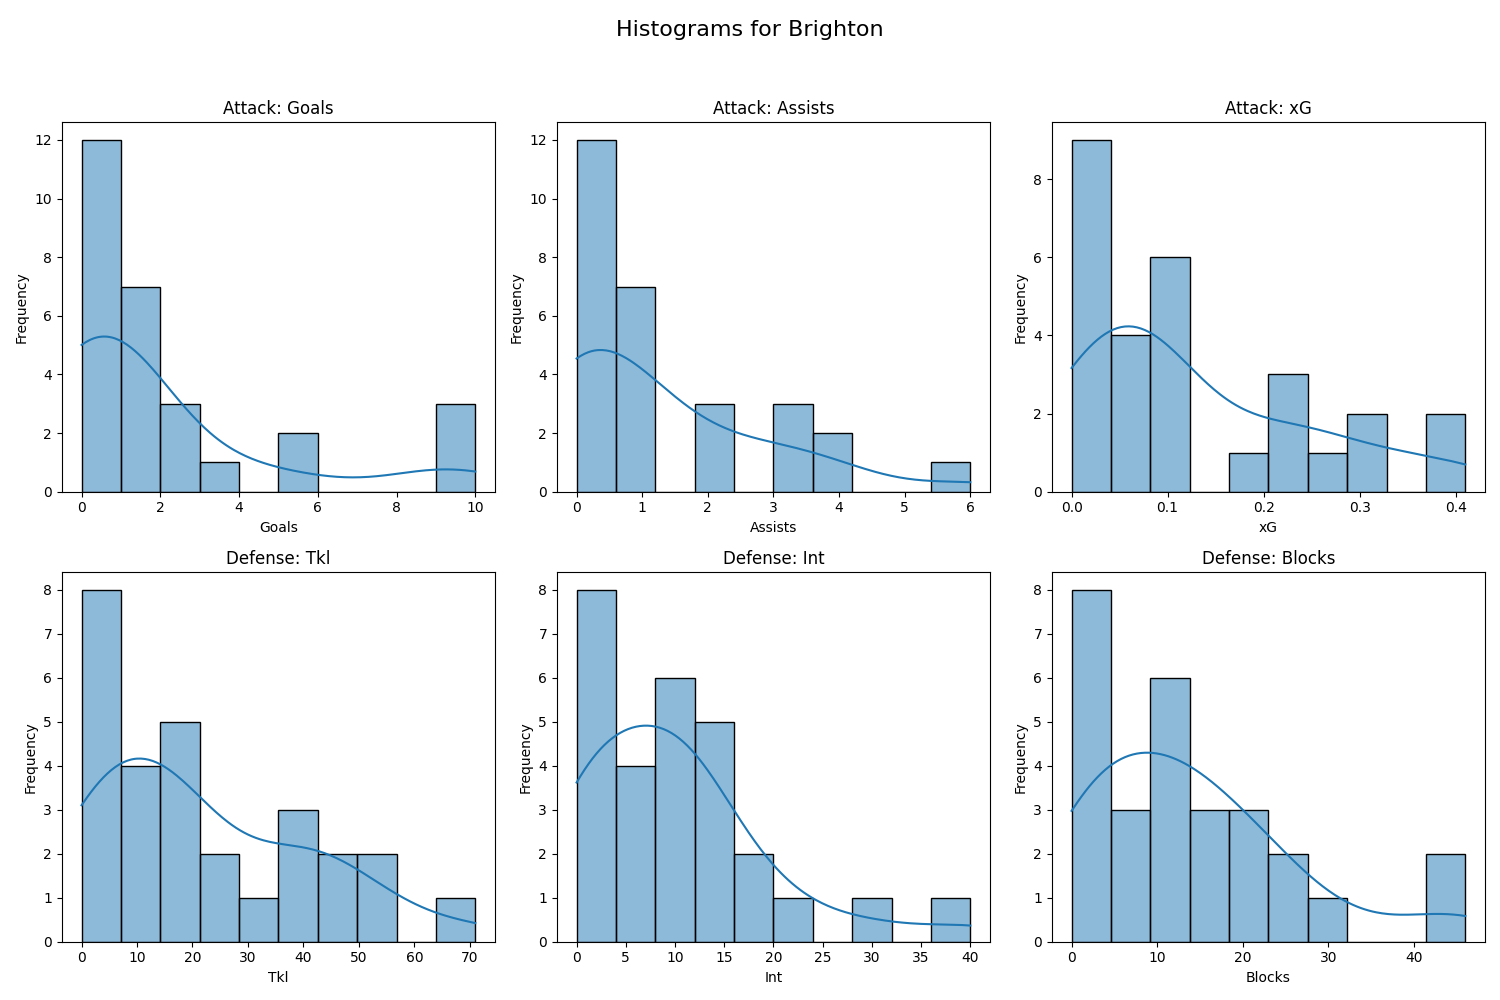 Histograms for Brighton
Attack: Goals
12
10
8
6
4
2
0
Frequency
0 2 4 6 8 10
Goals
Attack: Assists
12
10
8
6
4
2
0
Frequency
0 1 2 3 4 5 6
Assists
Attack: xG
8
6
4
2
0
Frequency
0.0 0.1 0.2 0.3 0.4
xG
Defense: Tkl
8
7
6
5
4
3
2
1
0
Frequency
0 10 20 30 40 50 60 70
Tkl
Defense: Int
8
7
6
5
4
3
2
1
0
Frequency
0 5 10 15 20 25 30 35 40
Int
Defense: Blocks
8
7
6
5
4
3
2
1
0
Frequency
0 10 20 30 40
Blocks